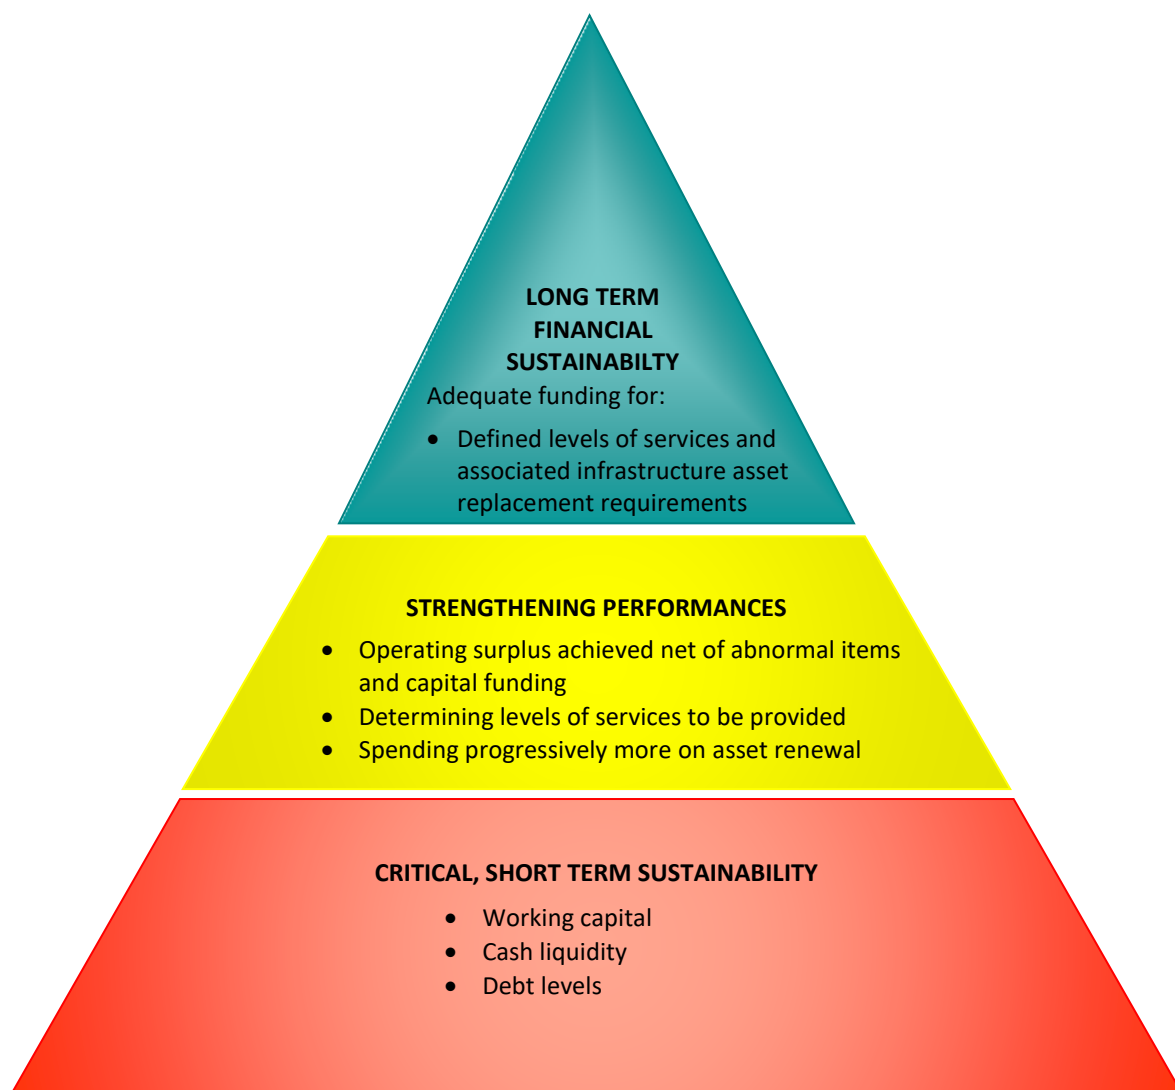 LONG TERM
FINANCIAL
SUSTAINABILTY
Adequate funding for:
• Defined levels of services and
associated infrastructure asset
replacement requirements
STRENGTHENING PERFORMANCES
• Operating surplus achieved net of abnormal items
and capital funding
• Determining levels of services to be provided
• Spending progressively more on asset renewal
CRITICAL, SHORT TERM SUSTAINABILITY
• Working capital
• Cash liquidity
• Debt levels